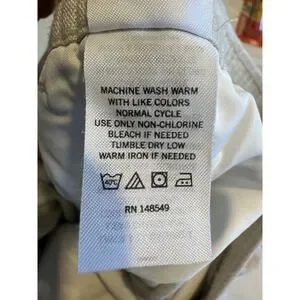 MACHINE WASH WARM
WITH LIKE COLORS
NORMAL CYCLE
USE ONLY NON-CHLORINE
BLEACH IF NEEDED
TUMBLE DRY LOW
WARM IRON IF NEEDED
40°C
RN 148549